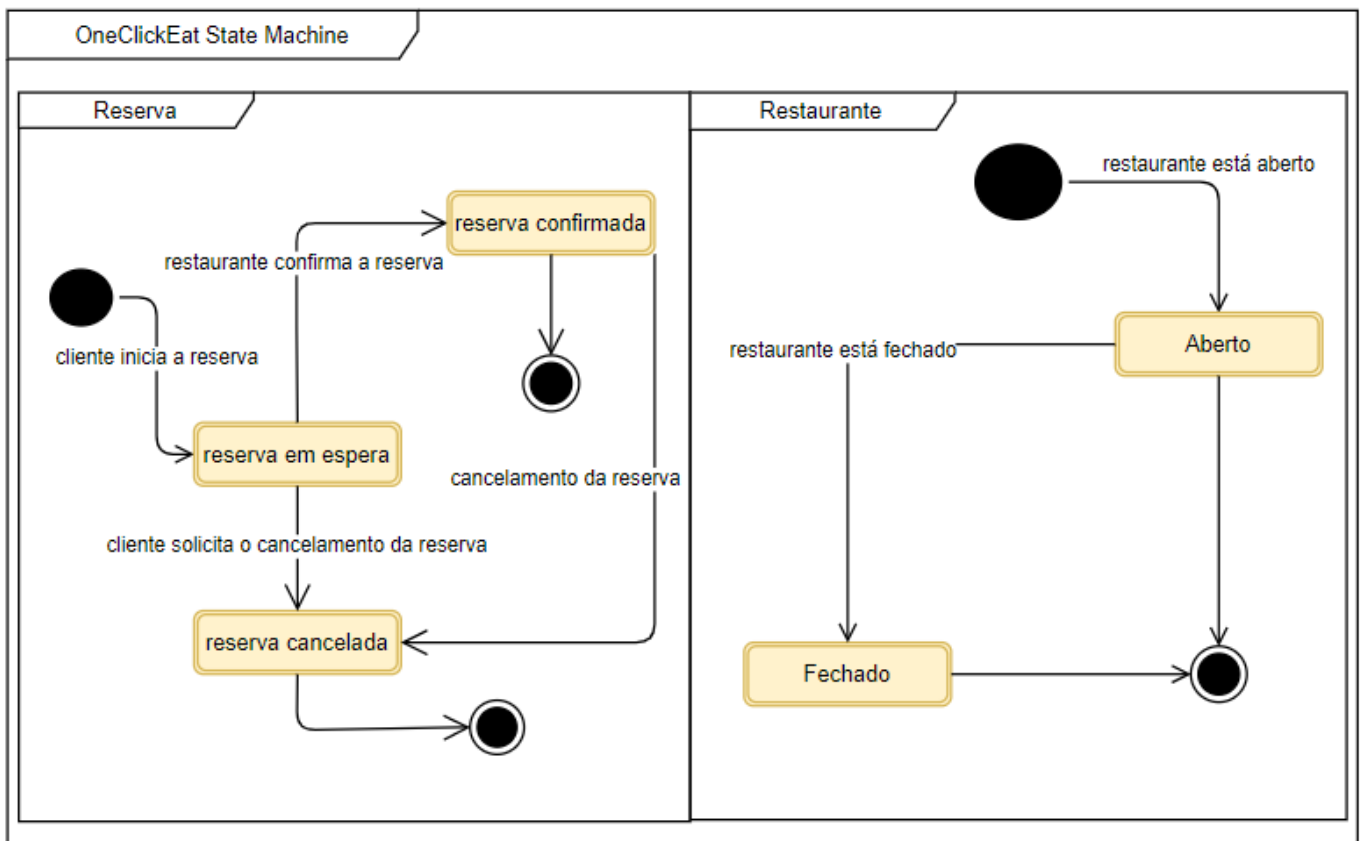 OneClickEat State Machine
Reserva
reserva confirmada
restaurante confirma a reserva
cliente inicia a reserva
reserva em espera
cancelamento da reserva
cliente solicita o cancelamento da reserva
reserva cancelada
Restaurante
restaurante está aberto
Aberto
restaurante está fechado
Fechado